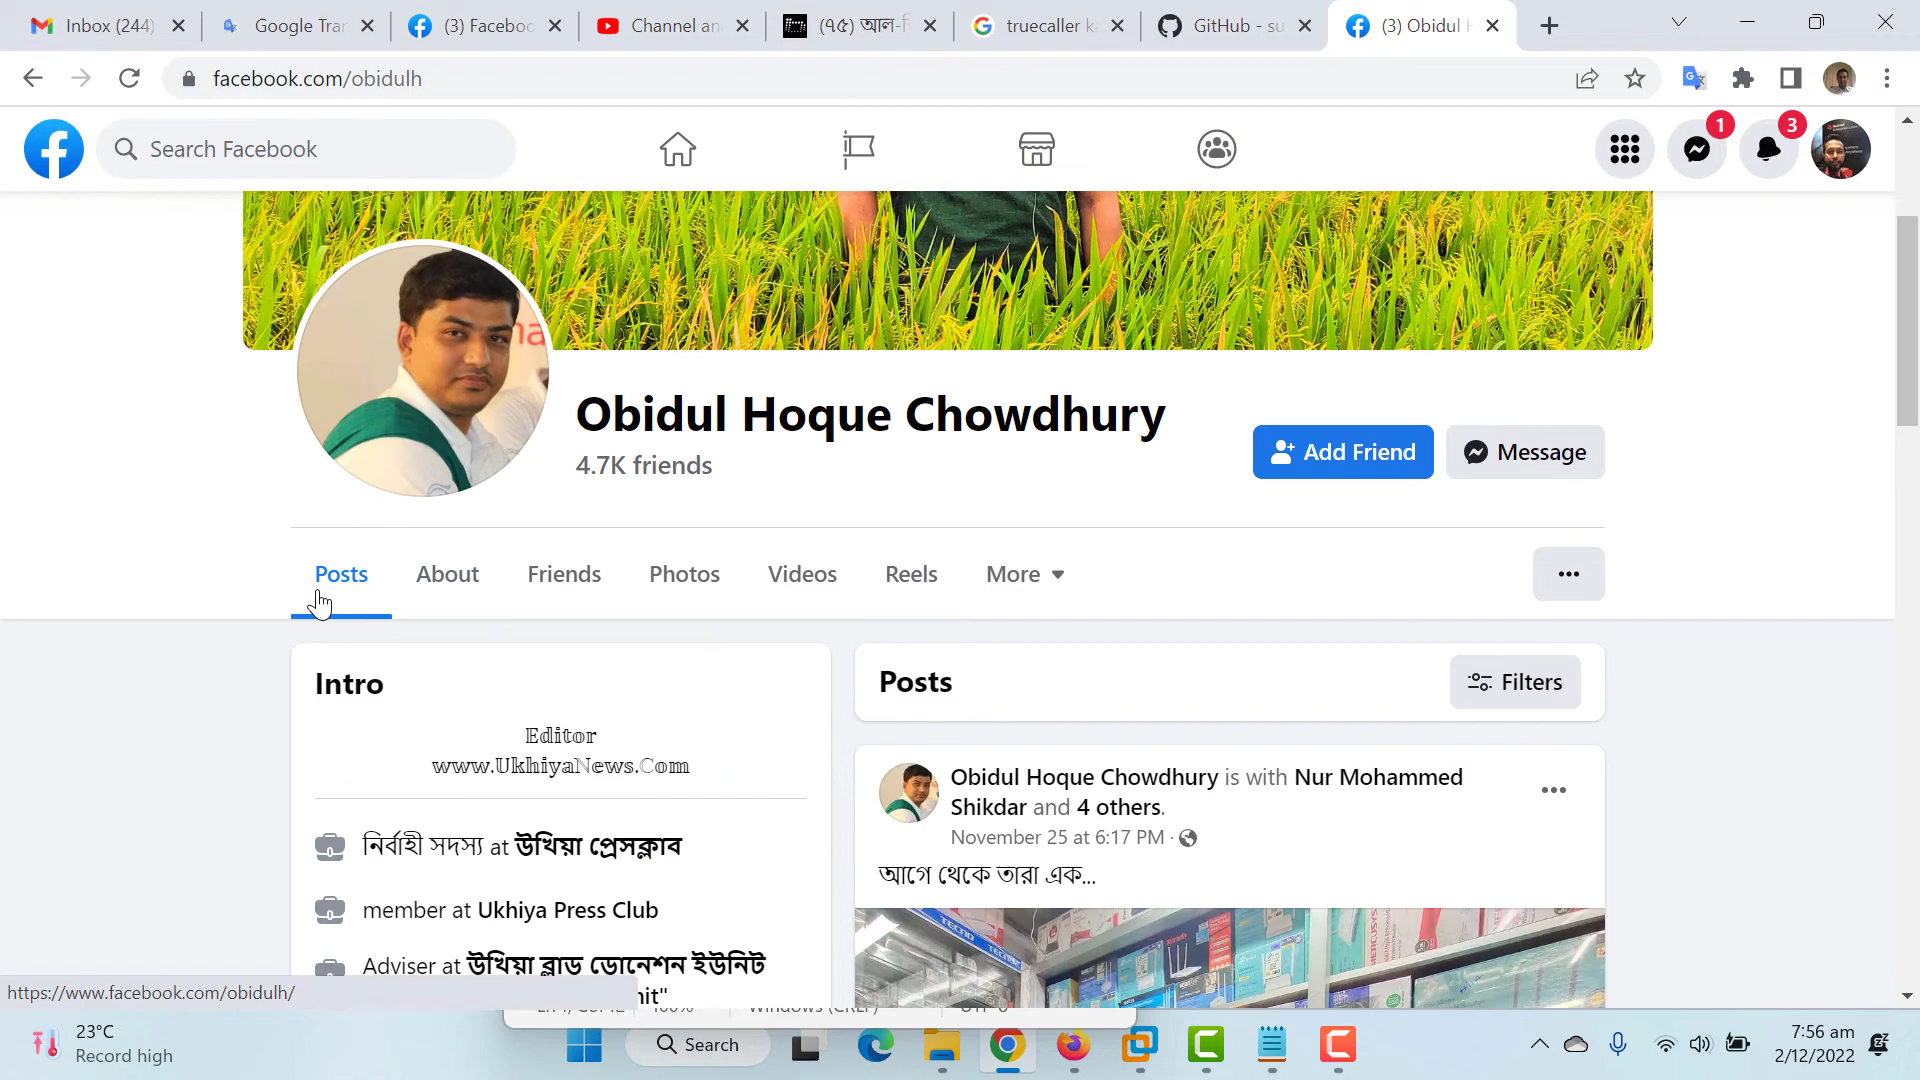 Inbox (244)
Google Tran
(3) Faceboo
Channel an
(৭৫) আল-
truecaller k
GitHub - su
(3) Obidul H
facebook.com/obidulh
Search Facebook
1
3
Obidul Hoque Chowdhury
4.7K friends
Add Friend
Message
Posts
About
Friends
Photos
Videos
Reels
More
Intro
Editor
www.UkhiyaNews.Com
নির্বাহী সদস্য at উখিয়া প্রেসক্লাব
member at Ukhiya Press Club
Adviser at উখিয়া ব্লাড ডোনেশন ইউনিট
Posts
Filters
Obidul Hoque Chowdhury is with Nur Mohammed
Shikdar and 4 others.
November 25 at 6:17 PM ·
আগে থেকে তারা এক...
TECNO
MERCUSYS
https://www.facebook.com/obidulh/
23°C
Record high
Search
7:56 am
2/12/2022